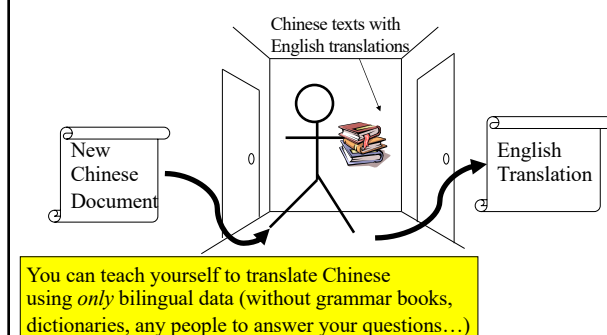 Chinese texts with
English translations
New
Chinese
Document
English
Translation
You can teach yourself to translate Chinese
using only bilingual data (without grammar books,
dictionaries, any people to answer your questions…)